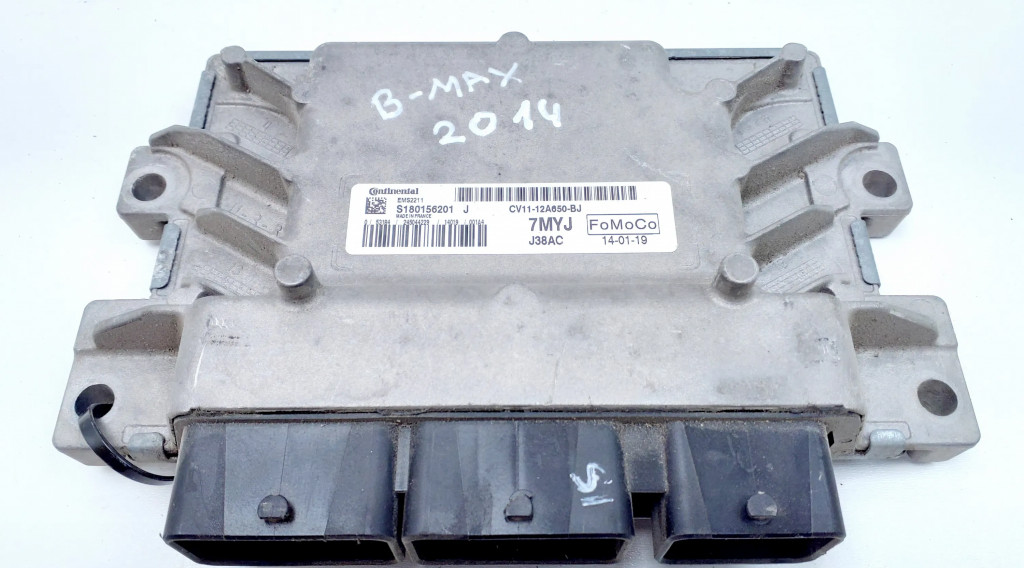 B-MAX
2014
Continental
EMS2211
S180156201 J
MADE IN FRANCE
CV11-12A650-BJ
7MYJ
FoMoCo
J38AC
14-01-19